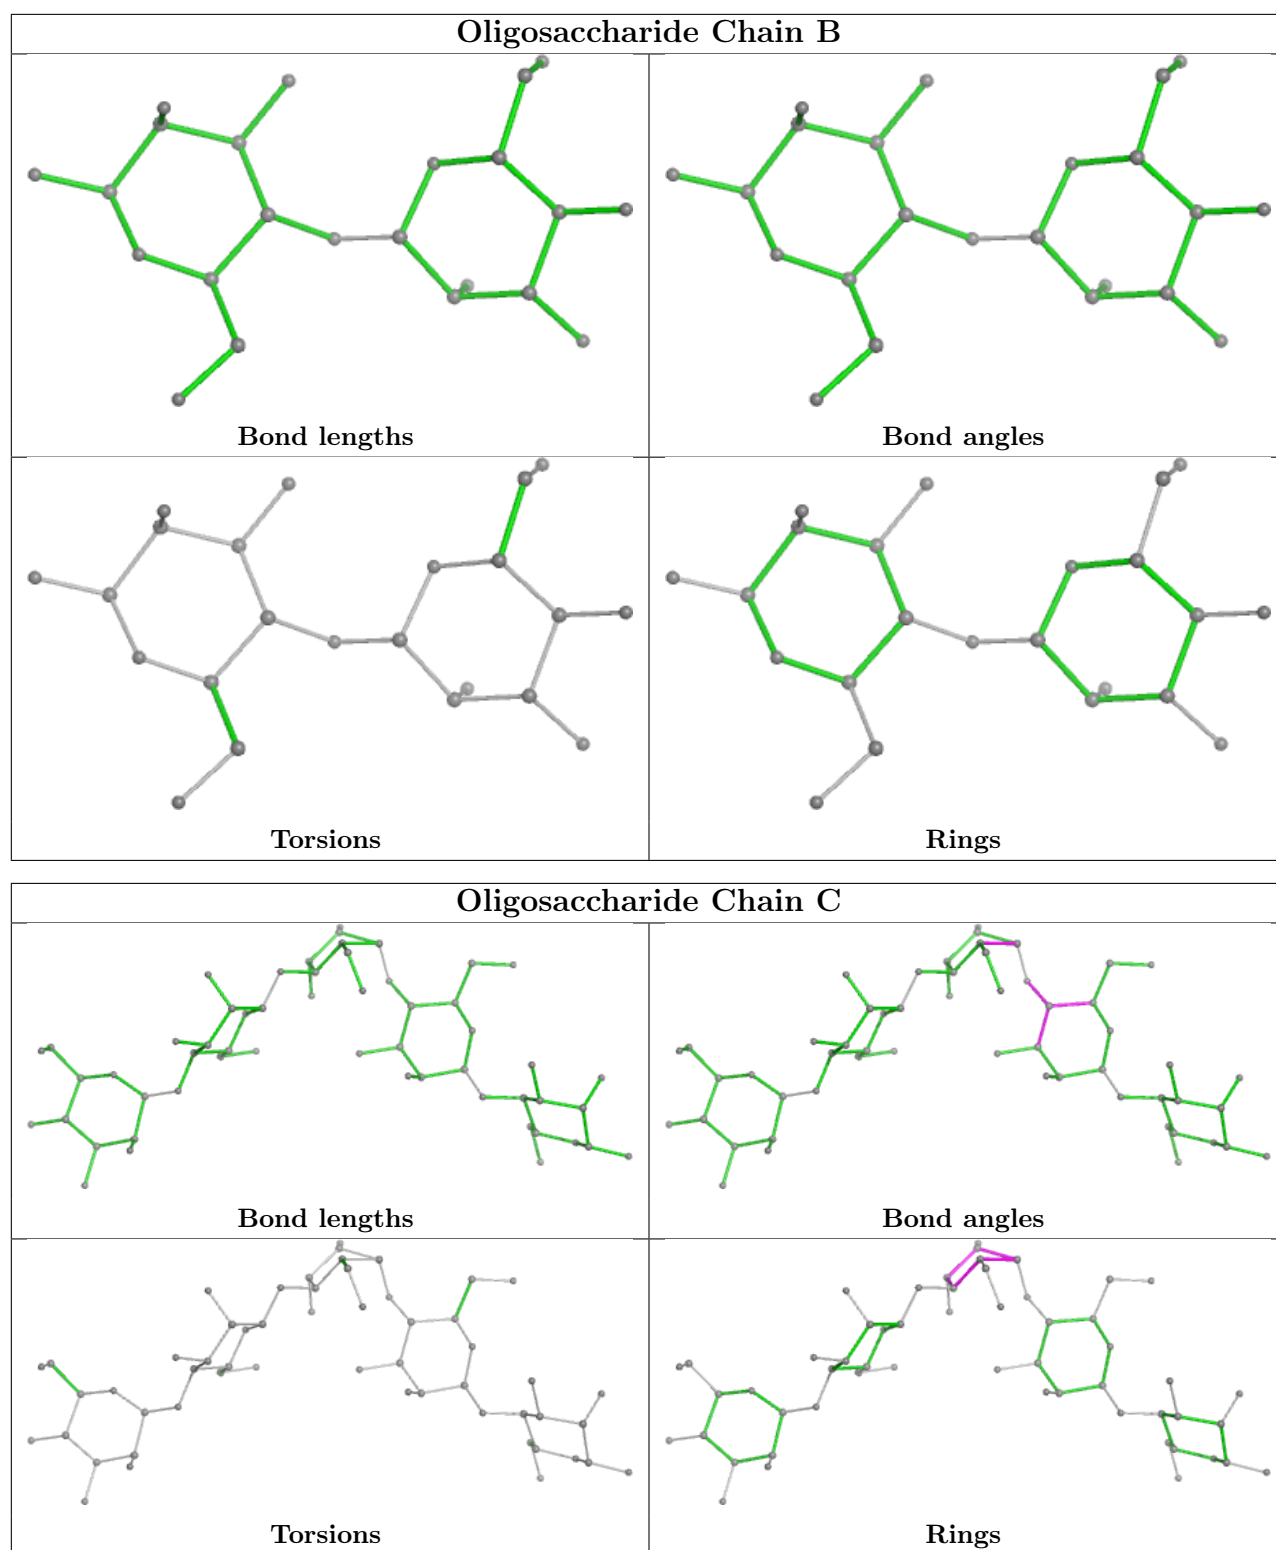 Oligosaccharide Chain B
Bond lengths
Bond angles
Torsions
Rings
Oligosaccharide Chain C
Bond lengths
Bond angles
Torsions
Rings